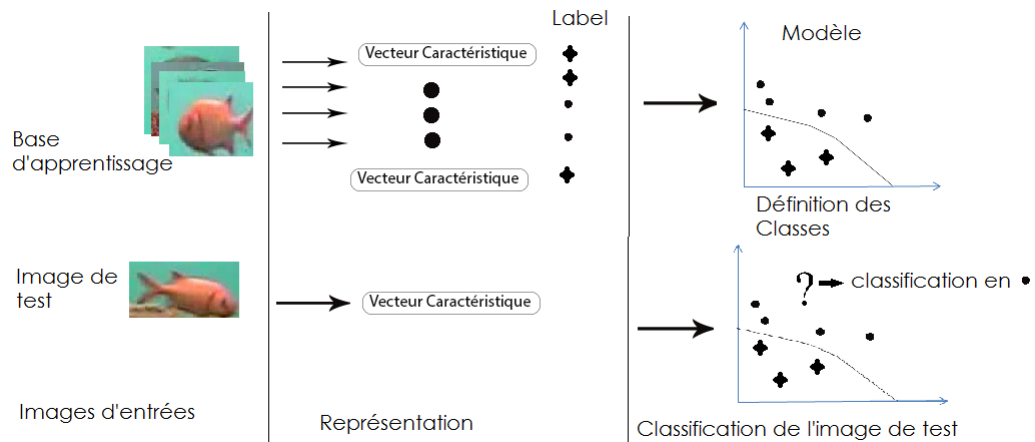 Label
Vecteur Caractéristique
Modèle
Base
d'apprentissage
Vecteur Caractéristique
Définition des
Classes
Image de
test
Vecteur Caractéristique
? classification en
Images d'entrées
Représentation
Classification de l'image de test